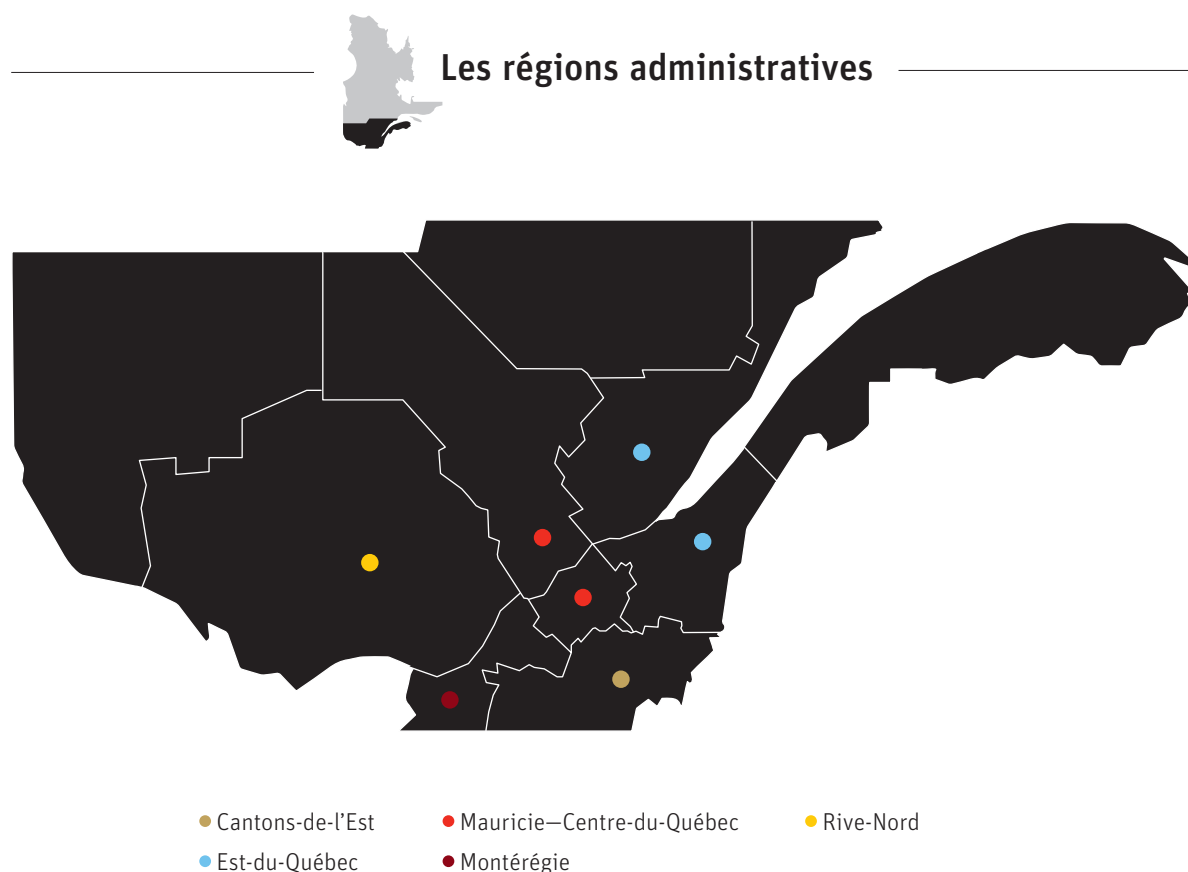 Les régions administratives
Cantons-de-l'Est
Mauricie—Centre-du-Québec
Rive-Nord
Est-du-Québec
Montérégie